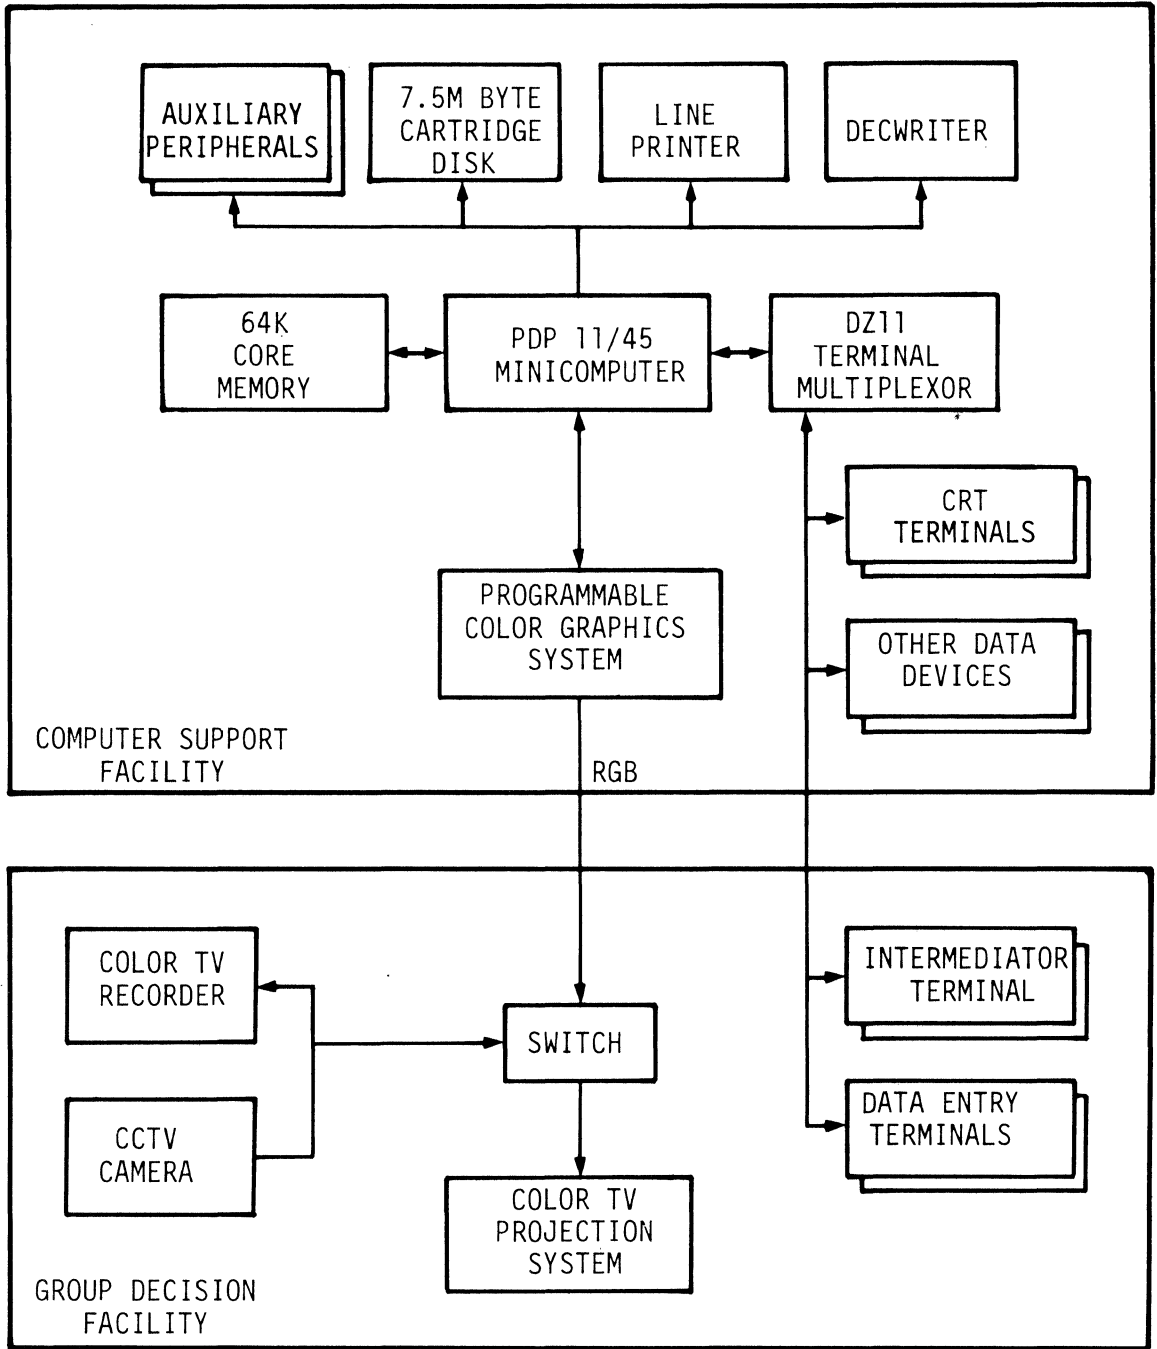 AUXILIARY
PERIPHERALS
7.5M BYTE
CARTRIDGE
DISK
LINE
PRINTER
DECWRITER
64K
CORE
MEMORY
PDP 11/45
MINICOMPUTER
DZ11
TERMINAL
MULTIPLEXOR
CRT
TERMINALS
PROGRAMMABLE
COLOR GRAPHICS
SYSTEM
OTHER DATA
DEVICES
COMPUTER SUPPORT
FACILITY
RGB
COLOR TV
RECORDER
INTERMEDIATOR
TERMINAL
SWITCH
CCTV
CAMERA
DATA ENTRY
TERMINALS
COLOR TV
PROJECTION
SYSTEM
GROUP DECISION
FACILITY